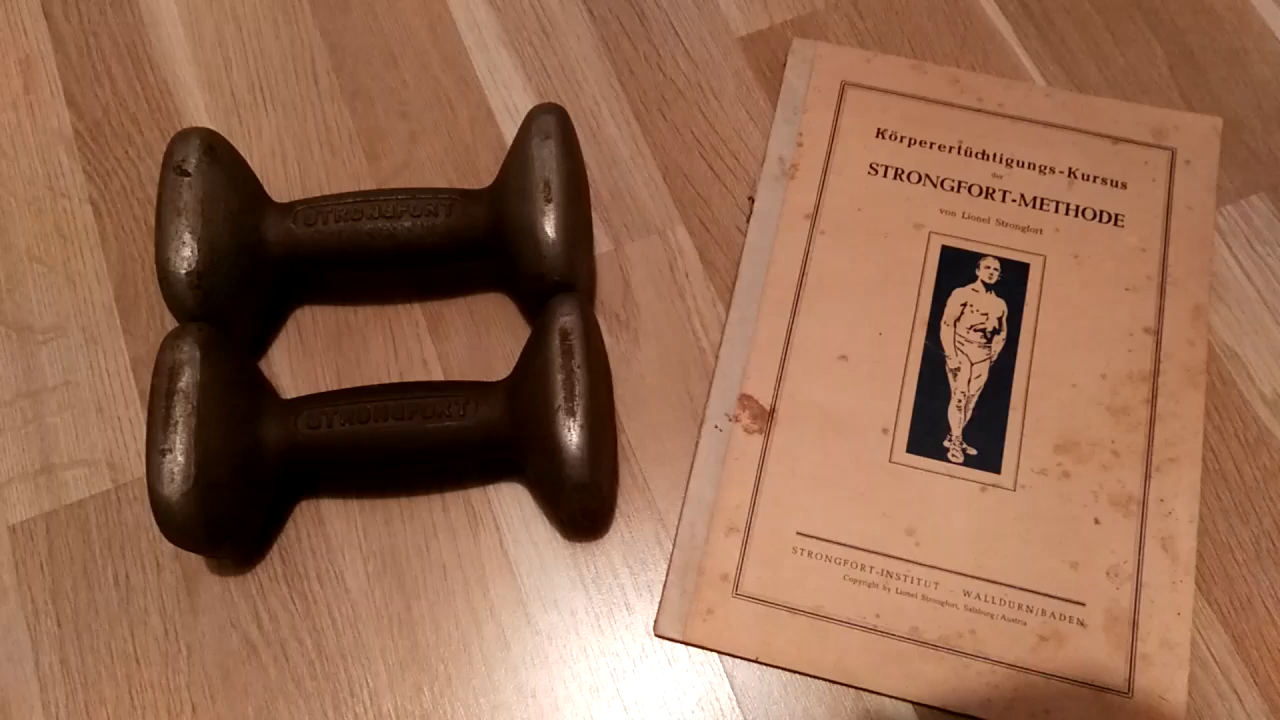 STRONGFORT
STRONGFORT
Körperertüchtigungs-Kursus
der
STRONGFORT-METHODE
von Lionel Strongfort
STRONGFORT-INSTITUT - WALLDÜRN/BADEN
Copyright by Lionel Strongfort, Salzburg/Austria